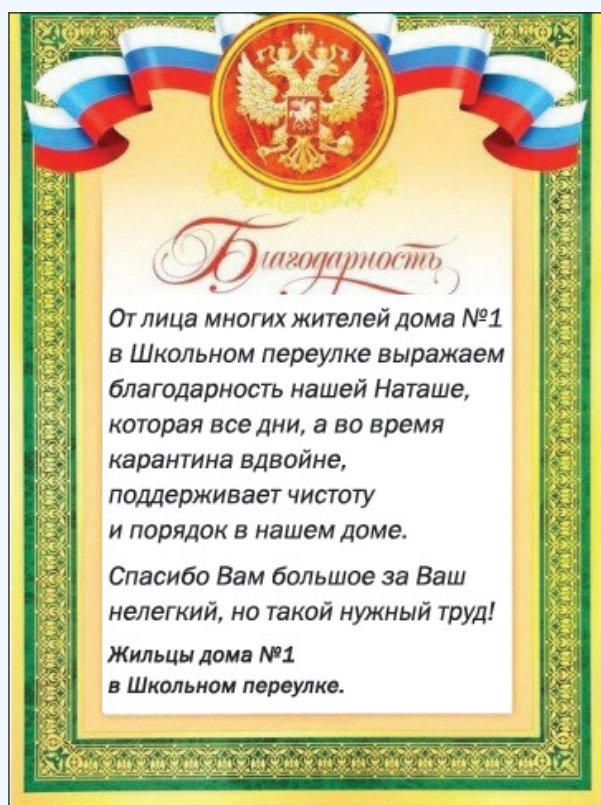 Благодарность
От лица многих жителей дома №1
в Школьном переулке выражаем
благодарность нашей Наташе,
которая все дни, а во время
карантина вдвойне,
поддерживает чистоту
и порядок в нашем доме.
Спасибо Вам большое за Ваш
нелегкий, но такой нужный труд!
Жильцы дома №1
в Школьном переулке.